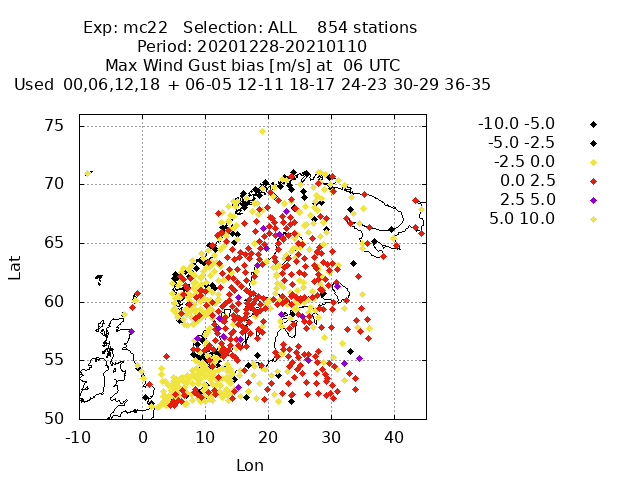 Exp: mc22   Selection: ALL    854 stations
Period: 20201228-20210110
Max Wind Gust bias [m/s] at  06 UTC
Used  00,06,12,18  + 06-05 12-11 18-17 24-23 30-29 36-35
-10.0 -5.0
-5.0 -2.5
-2.5 0.0
0.0 2.5
2.5 5.0
5.0 10.0
75
70
65
60
55
50
Lat
-10 0 10 20 30 40
Lon